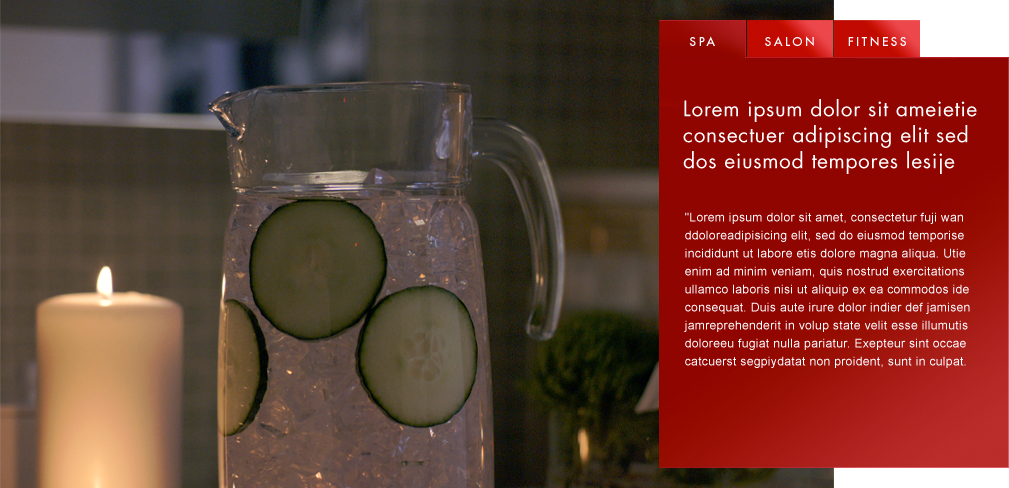 SPA SALON FITNESS
Lorem ipsum dolor sit ameietie
consectuer adipiscing elit sed
dos eiusmod tempores lesije
"Lorem ipsum dolor sit amet, consectetur fuji wan
ddoloreadipisicing elit, sed do eiusmod temporise
incididunt ut labore etis dolore magna aliqua. Utie
enim ad minim veniam, quis nostrud exercitations
ullamco laboris nisi ut aliquip ex ea commodos ide
consequat. Duis aute irure dolor indier def jamisen
jamreprehenderit in volup state velit esse illumutis
doloreeu fugiat nulla pariatur. Exepteur sint occae
catcuerst segpiydatat non proident, sunt in culpat.